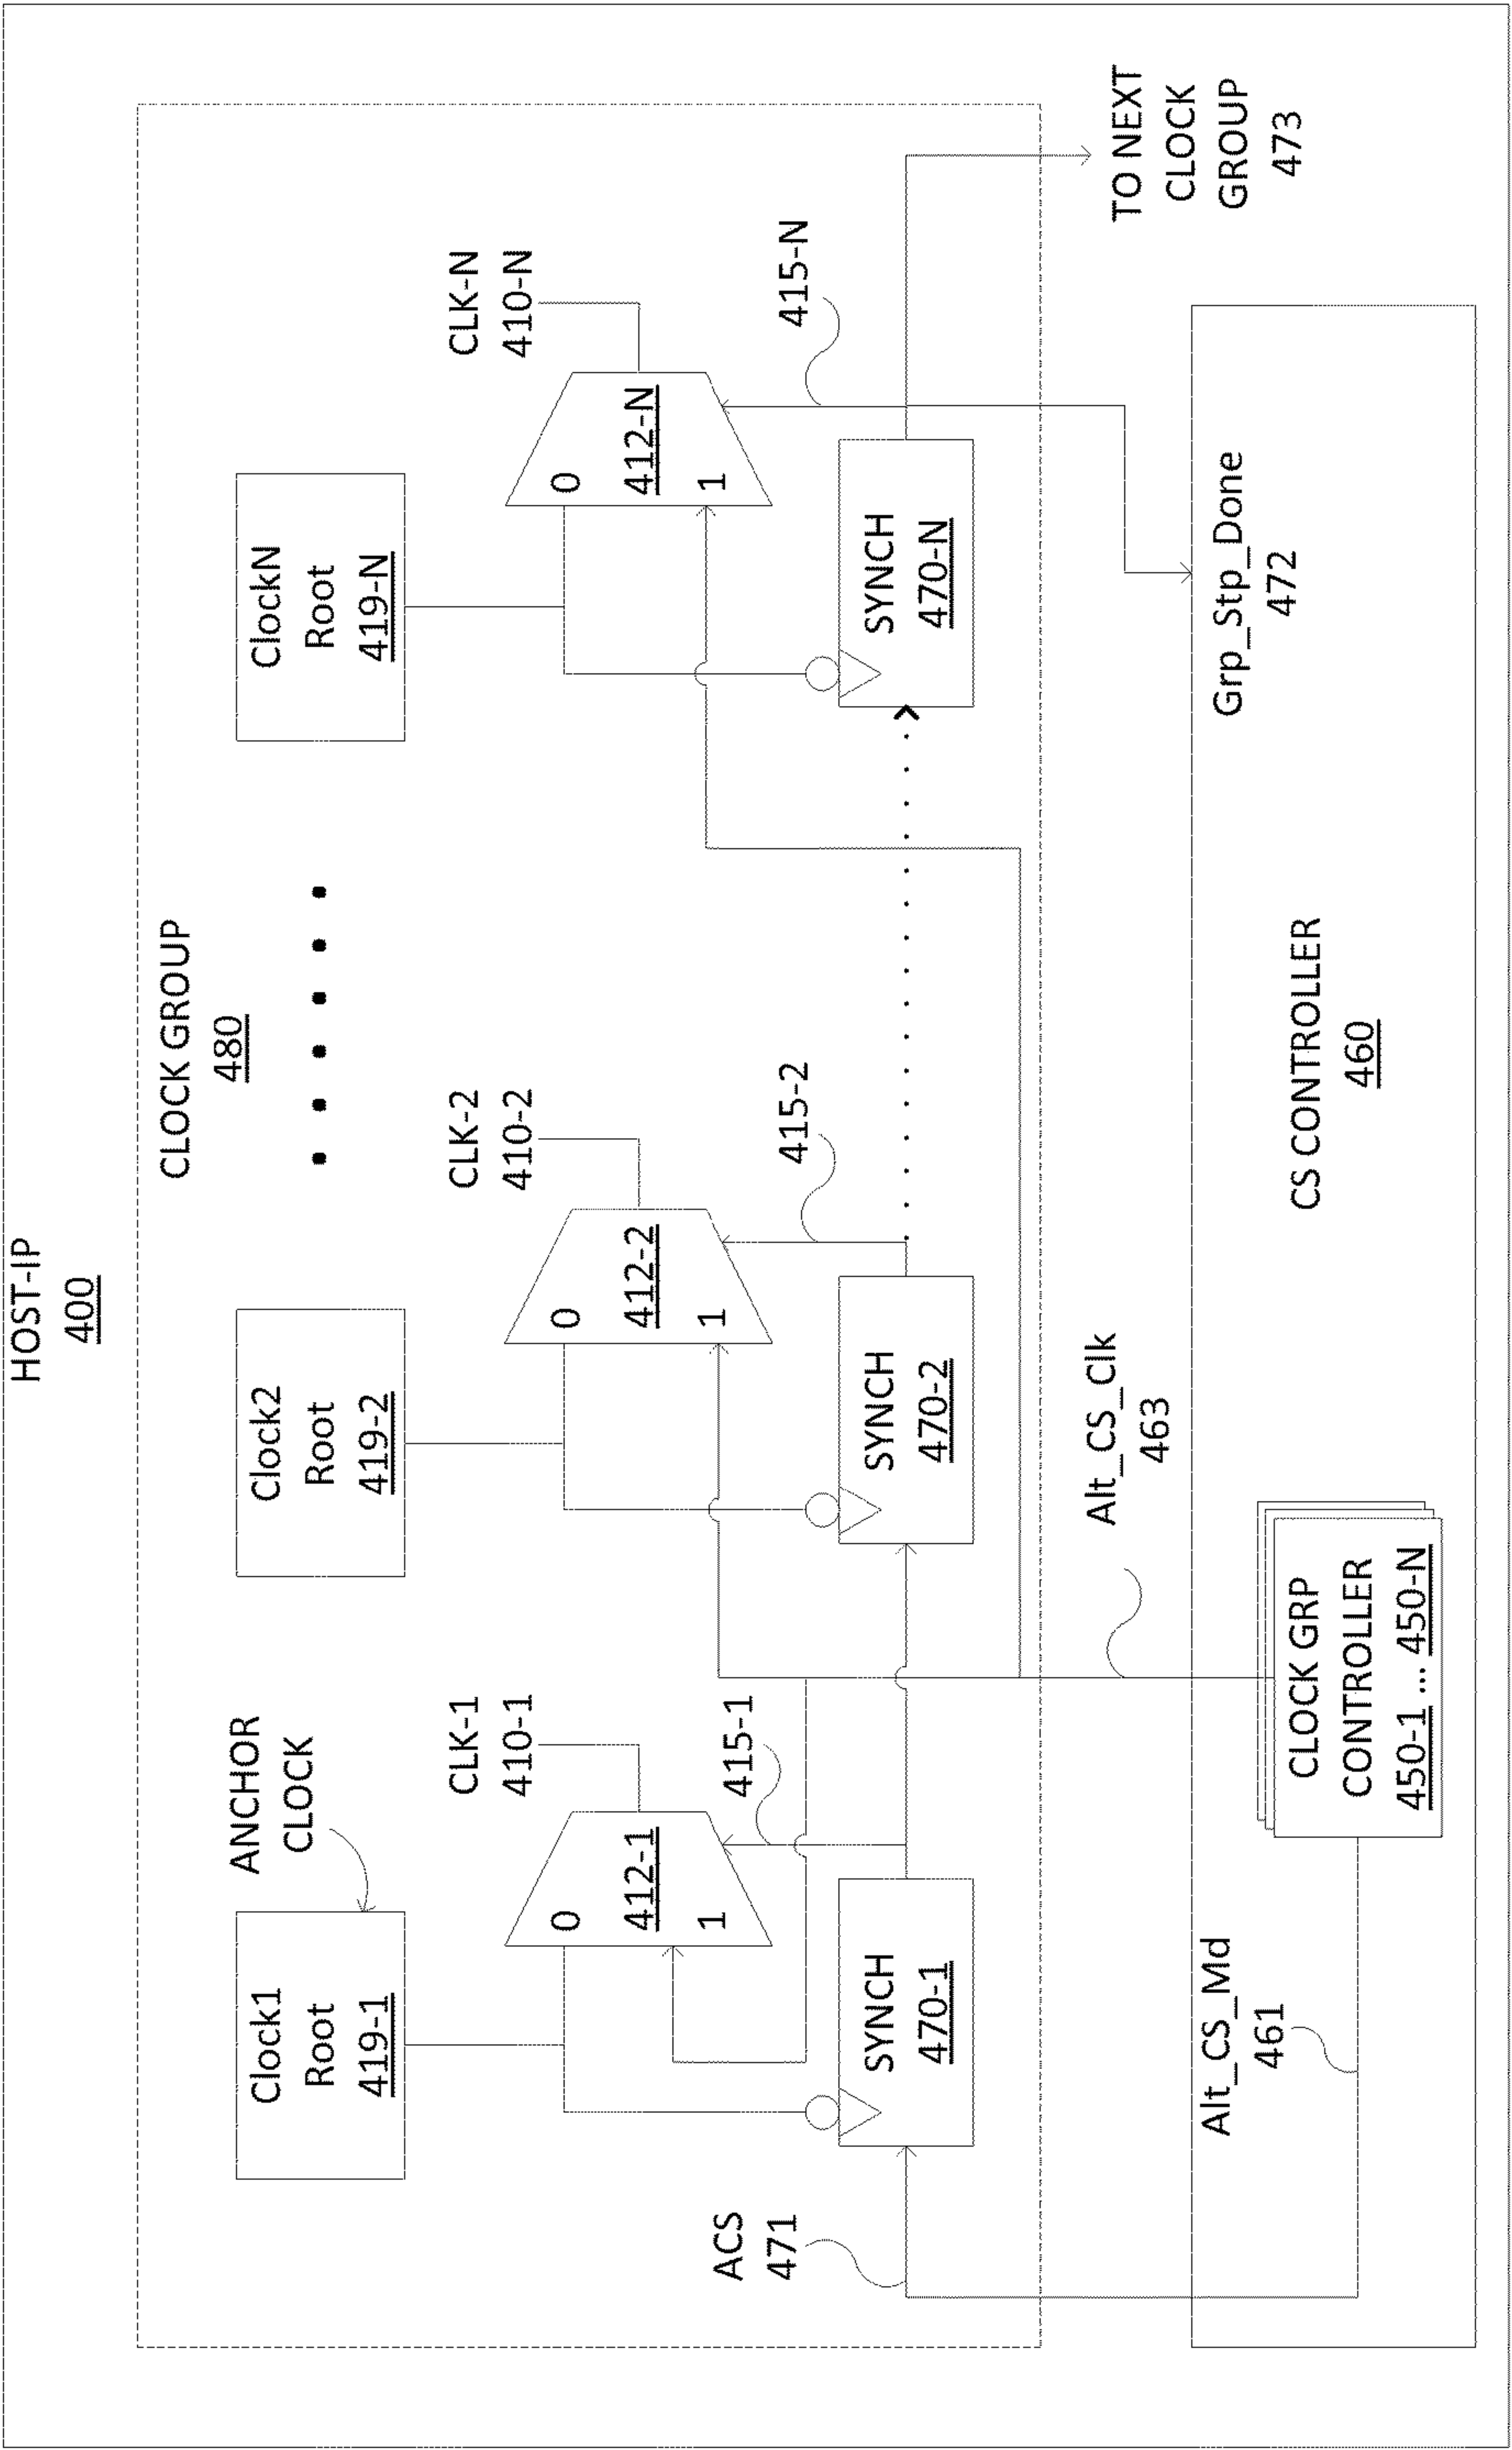 HOST-IP
400
CLOCK GROUP
480
ANCHOR
CLOCK
Clock1
Root
419-1
Clock2
Root
419-2
ClockN
Root
419-N
CLK-1
410-1
CLK-2
410-2
CLK-N
410-N
0
412-1
1
0
412-2
1
0
412-N
1
415-1
415-2
415-N
ACS
471
SYNCH
470-1
SYNCH
470-2
SYNCH
470-N
TO NEXT
CLOCK
GROUP
473
Alt_CS_Clk
463
Alt_CS_Md
461
Grp_Stp_Done
472
CLOCK GRP
CONTROLLER
450-1 ... 450-N
CS CONTROLLER
460